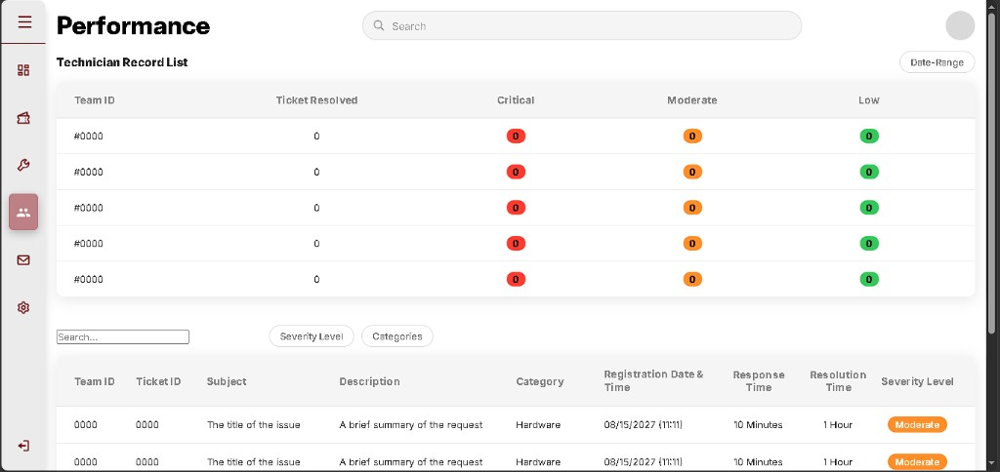 Performance
Search
Technician Record List
Date-Range
Team ID Ticket Resolved Critical Moderate Low
#0000 0 0 0 0
#0000 0 0 0 0
#0000 0 0 0 0
#0000 0 0 0 0
#0000 0 0 0 0
Search... Severity Level Categories
Team ID Ticket ID Subject Description Category Registration Date & Time Response Time Resolution Time Severity Level
0000 0000 The title of the issue A brief summary of the request Hardware 08/15/2027 (11:11) 10 Minutes 1 Hour Moderate
0000 0000 The title of the issue A brief summary of the request Hardware 08/15/2027 (11:11) 10 Minutes 1 Hour Moderate